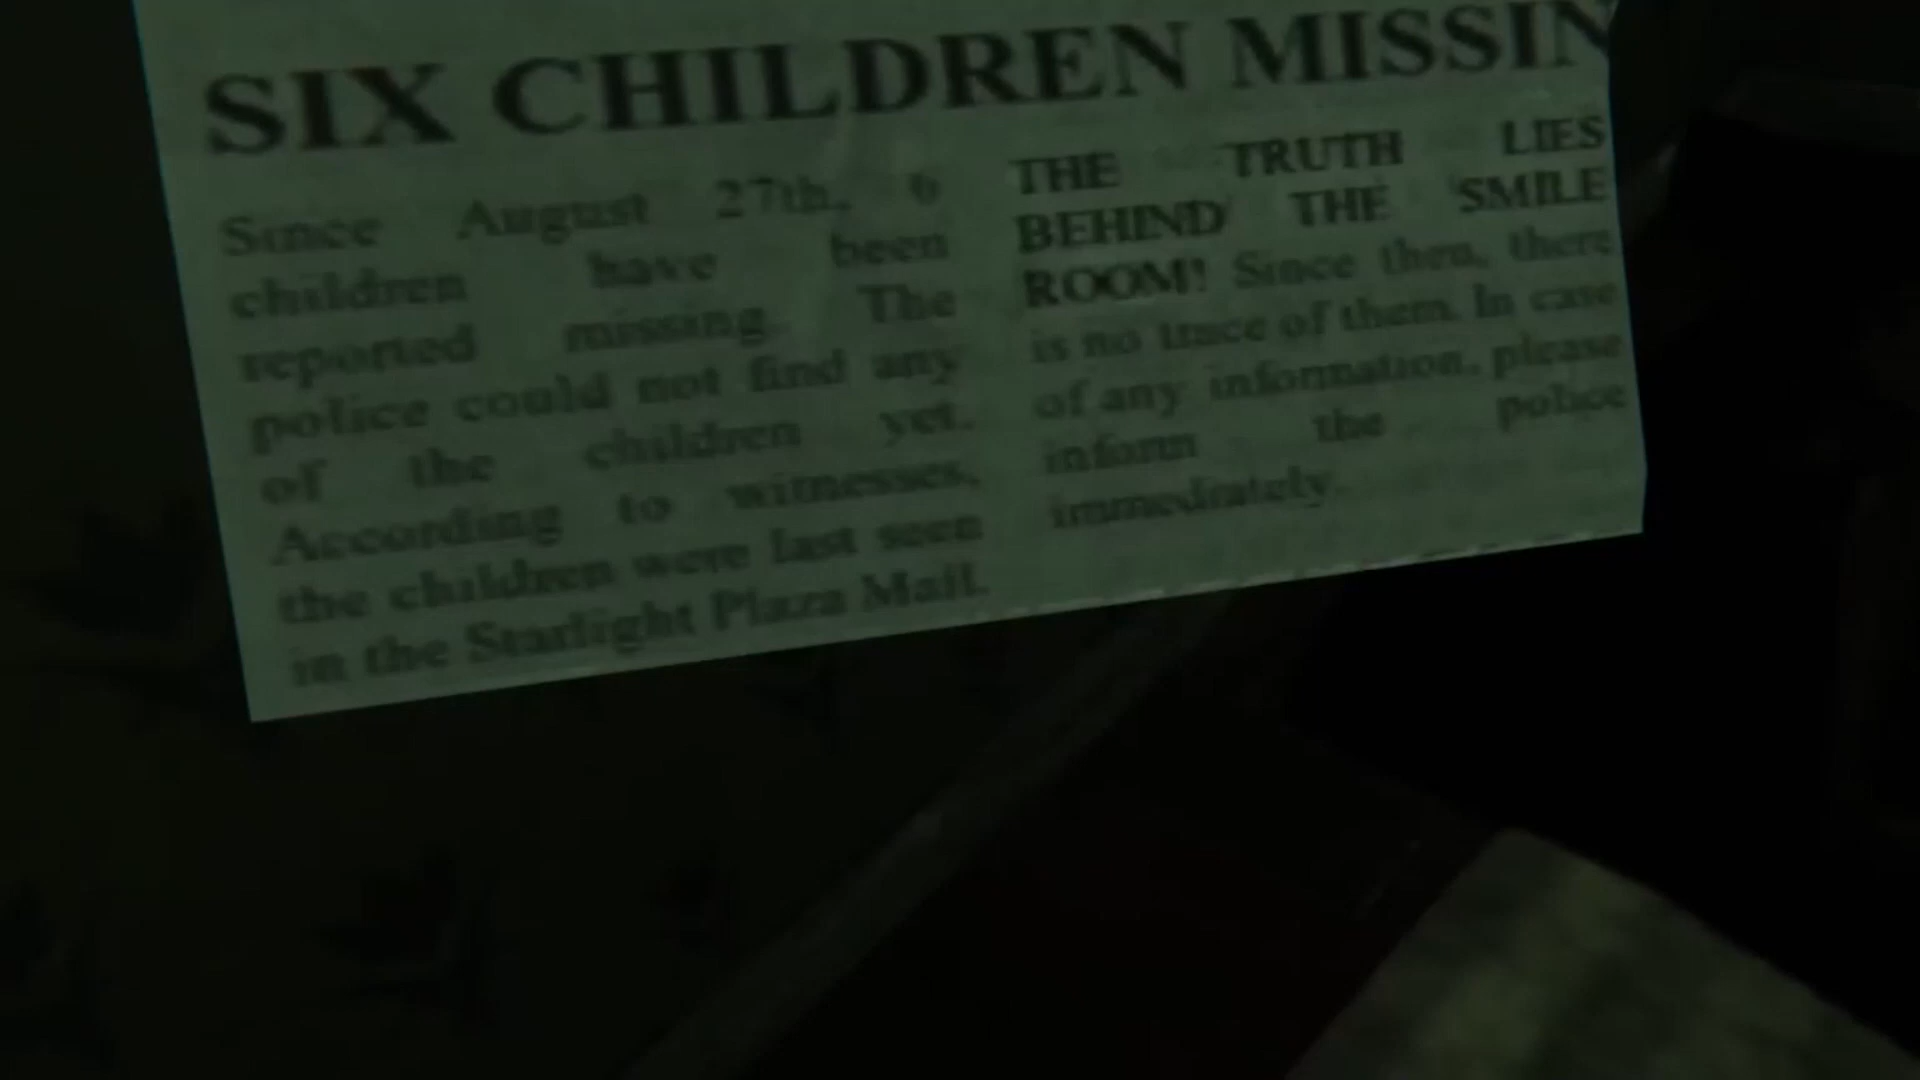 SIX CHILDREN MISSIN
Since August 27th, 6
children have been
reported missing. The
police could not find any
of the children yet.
According to witnesses,
the children were last seen
in the Starlight Plaza Mall.
THE TRUTH LIES
BEHIND THE SMILE
ROOM! Since then, there
is no trace of them. In case
of any information, please
inform the police
immediately.